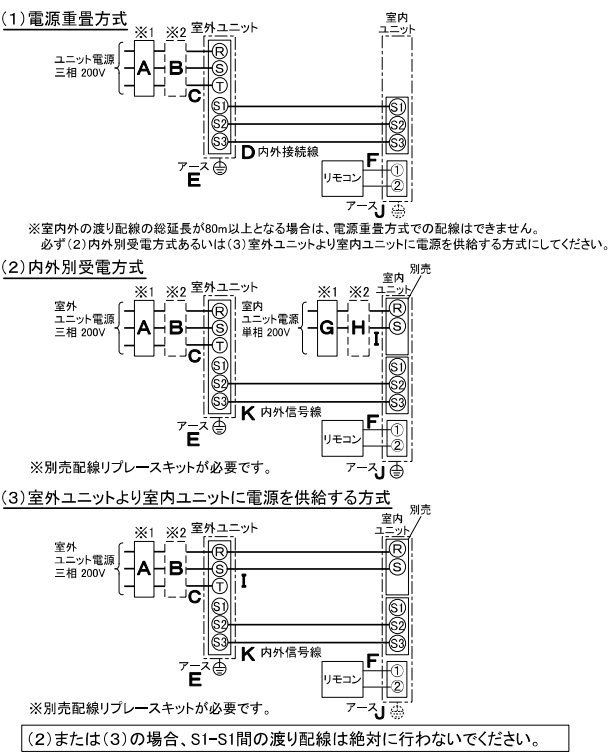 (1)電源重畳方式
※1 ※2 室外ユニット
室内
ユニット
ユニット電源
三相 200V
A B C
R
S
T
S1 S1
S2 S2
S3 S3
D 内外接続線
アース
E
F
リモコン
①
②
アース J
※室内外の渡り配線の総延長が80m以上となる場合は、電源重畳方式での配線はできません。
必ず(2)内外別受電方式あるいは(3)室外ユニットより室内ユニットに電源を供給する方式にしてください。
(2)内外別受電方式
※1 ※2 室外ユニット
※1 ※2
室内
ユニット
別売
室外
ユニット電源
三相 200V
A B C
R
S
T
室内
ユニット電源
単相 200V
G H I
R
S
S1 S1
S2 S2
S3 S3
K 内外信号線
アース
E
F
リモコン
①
②
アース J
※別売配線リプレースキットが必要です。
(3)室外ユニットより室内ユニットに電源を供給する方式
※1 ※2 室外ユニット
室内
ユニット
別売
室外
ユニット電源
三相 200V
A B C
R R
S S
T
I
S1 S1
S2 S2
S3 S3
K 内外信号線
アース
E
F
リモコン
①
②
アース J
※別売配線リプレースキットが必要です。
(2)または(3)の場合、S1-S1間の渡り配線は絶対に行わないでください。